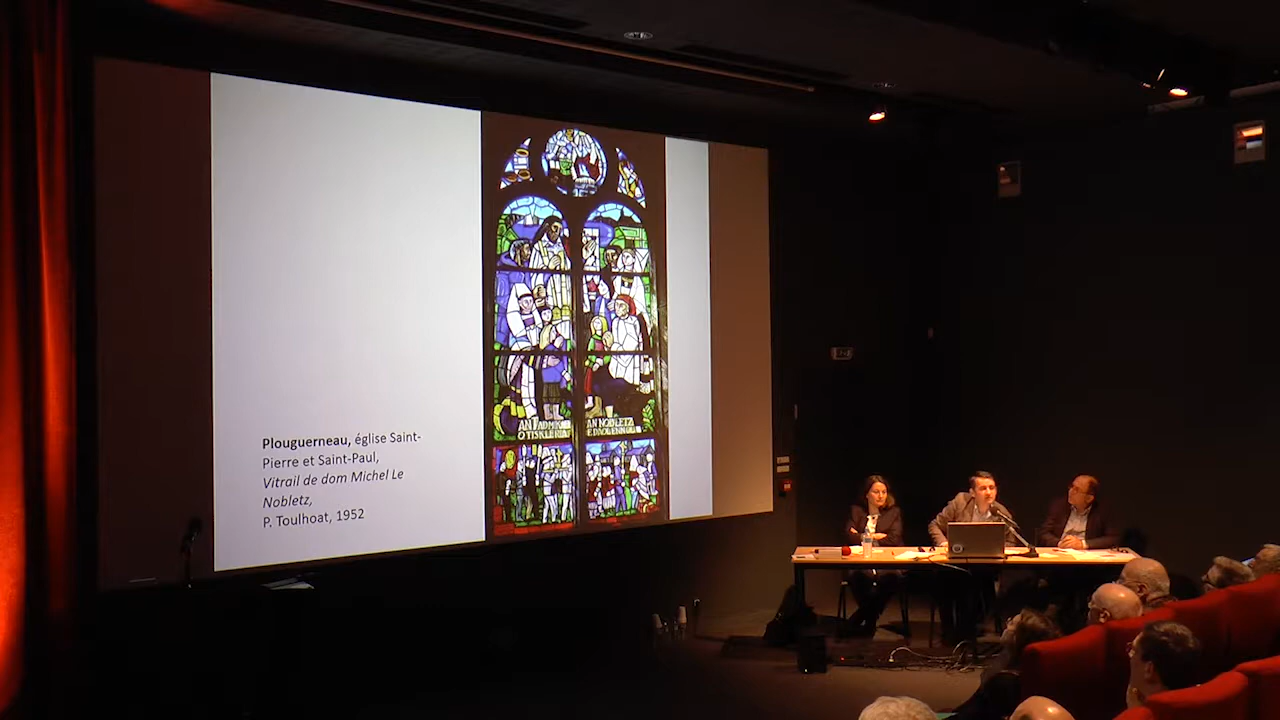 Plouguerneau, église Saint-
Pierre et Saint-Paul,
Vitrail de dom Michel Le
Nobletz,
P. Toulhoat, 1952
AN NOBLETZ